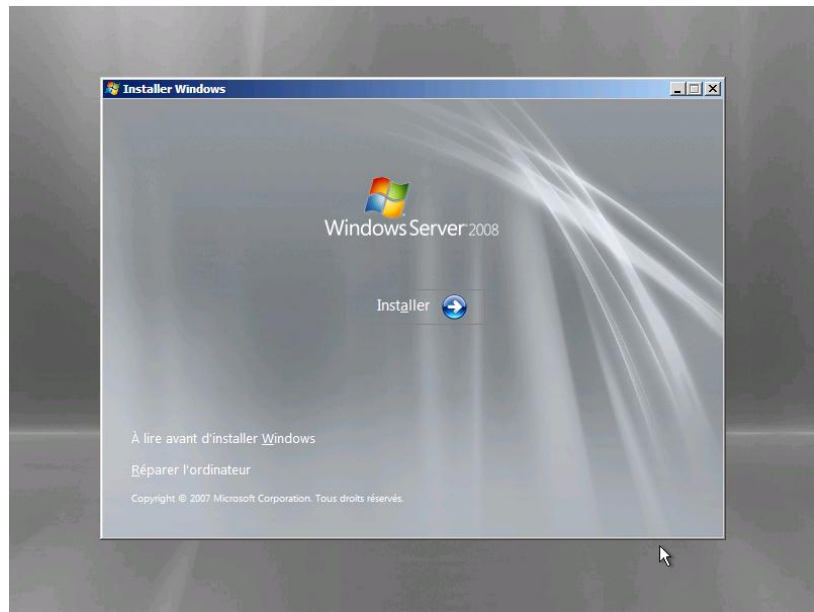 Installer Windows
Windows Server 2008
Installer
À lire avant d'installer Windows
Réparer l'ordinateur
Copyright © 2007 Microsoft Corporation. Tous droits réservés.